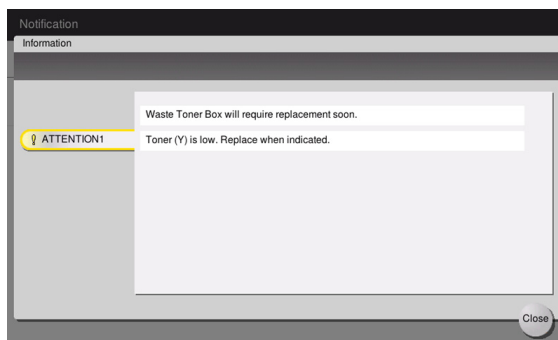 Notification
Information
Waste Toner Box will require replacement soon.
ATTENTION1
Toner (Y) is low. Replace when indicated.
Close